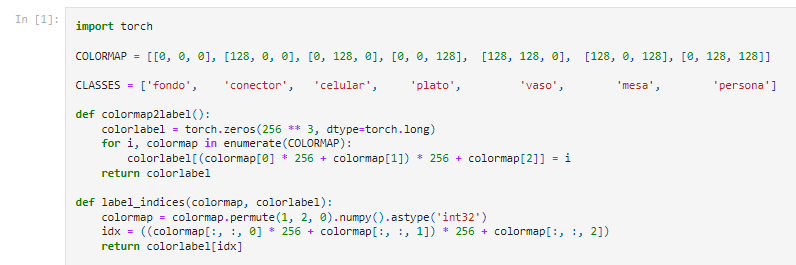 In [1]:
import torch
COLORMAP = [[0, 0, 0], [128, 0, 0], [0, 128, 0], [0, 0, 128],  [128, 128, 0],  [128, 0, 128], [0, 128, 128]]
CLASSES = ['fondo',    'conector',   'celular',     'plato',         'vaso',        'mesa',        'persona']
def colormap2label():
    colorlabel = torch.zeros(256 ** 3, dtype=torch.long)
    for i, colormap in enumerate(COLORMAP):
        colorlabel[(colormap[0] * 256 + colormap[1]) * 256 + colormap[2]] = i
    return colorlabel
def label_indices(colormap, colorlabel):
    colormap = colormap.permute(1, 2, 0).numpy().astype('int32')
    idx = ((colormap[:, :, 0] * 256 + colormap[:, :, 1]) * 256 + colormap[:, :, 2])
    return colorlabel[idx]